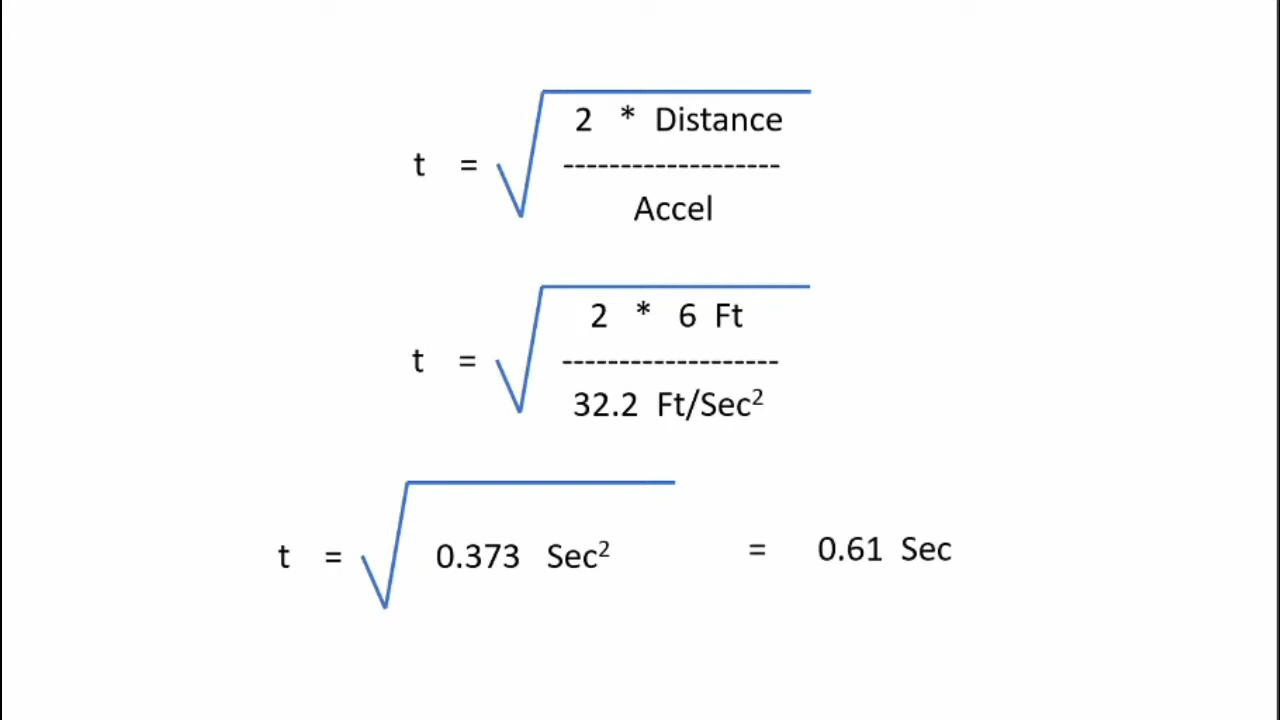 2 * Distance
t = -------------------
Accel
2 * 6 Ft
t = -------------------
32.2 Ft/Sec²
t = 0.373 Sec² = 0.61 Sec